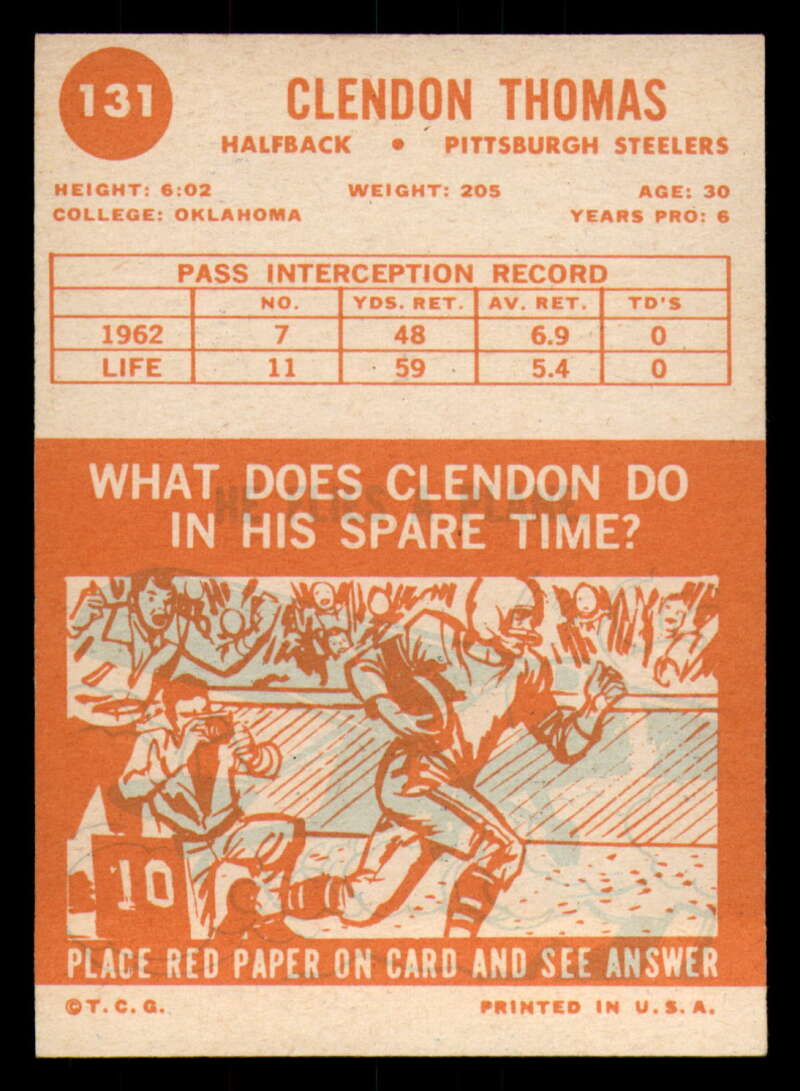 131
CLENDON THOMAS
HALFBACK • PITTSBURGH STEELERS
HEIGHT: 6:02 WEIGHT: 205 AGE: 30
COLLEGE: OKLAHOMA YEARS PRO: 6
PASS INTERCEPTION RECORD
NO. YDS. RET. AV. RET. TD'S
1962 7 48 6.9 0
LIFE 11 59 5.4 0
WHAT DOES CLENDON DO
HE FLIES A PLANE.
IN HIS SPARE TIME?
10
PLACE RED PAPER ON CARD AND SEE ANSWER
©T.C.G. PRINTED IN U.S.A.